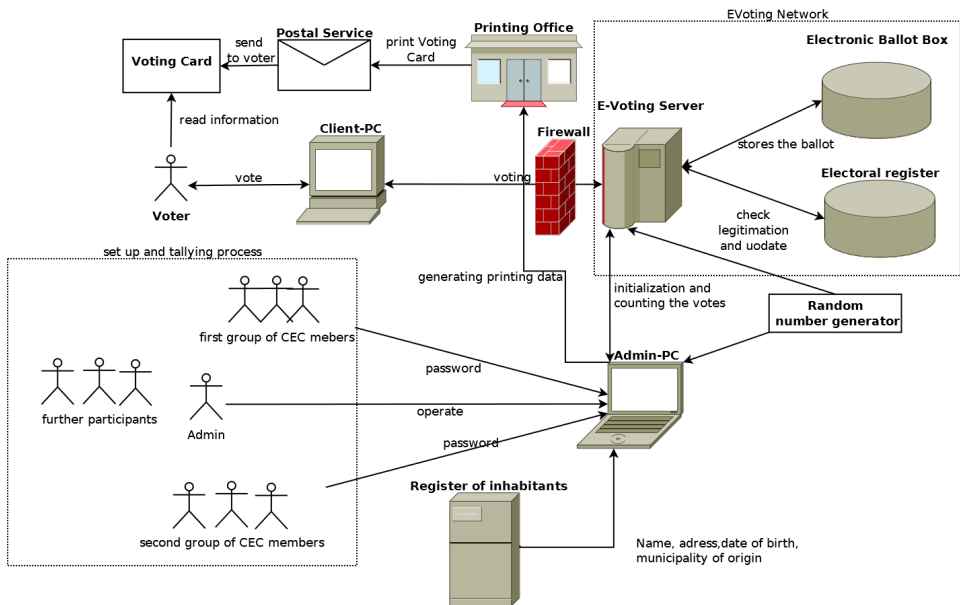 EVoting Network
Postal Service
Printing Office
Electronic Ballot Box
send
to voter
print Voting
Card
Voting Card
E-Voting Server
read information
Client-PC
Firewall
stores the ballot
vote
voting
Electoral register
Voter
check
legitimation
and uodate
set up and tallying process
generating printing data
initialization and
counting the votes
Random
number generator
first group of CEC mebers
Admin-PC
password
further participants
Admin
operate
password
Register of inhabitants
second group of CEC members
Name, adress,date of birth,
municipality of origin